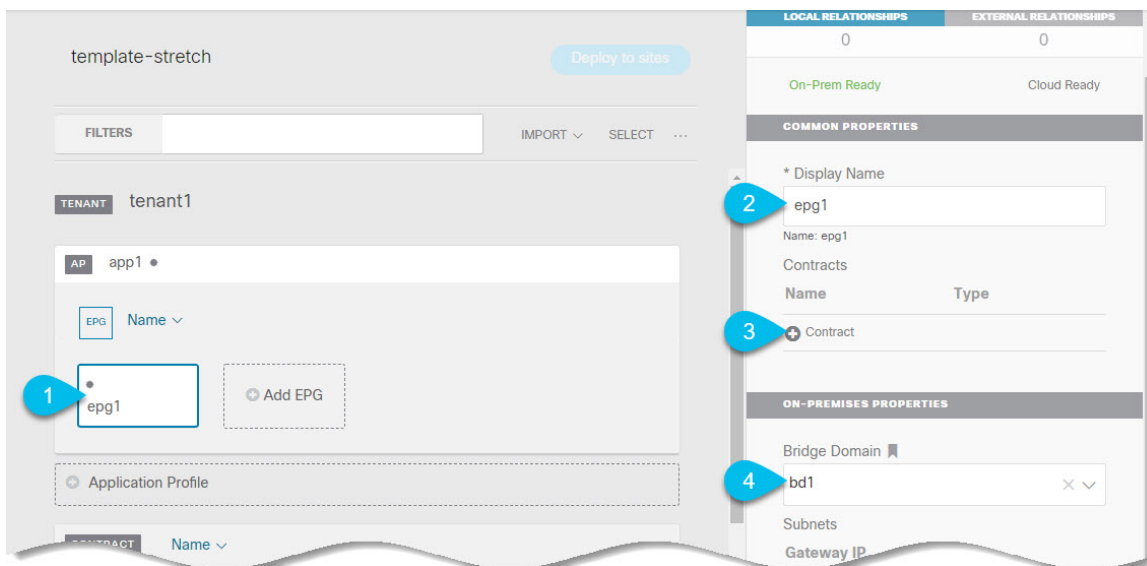 template-stretch
Deploy to sites
FILTERS
IMPORT
SELECT
...
TENANT tenant1
AP app1
EPG Name
1
epg1
Add EPG
Application Profile
CONTRACT Name
LOCAL RELATIONSHIPS
EXTERNAL RELATIONSHIPS
0
0
On-Prem Ready
Cloud Ready
COMMON PROPERTIES
* Display Name
2
epg1
Name: epg1
Contracts
Name
Type
3
Contract
ON-PREMISES PROPERTIES
Bridge Domain
4
bd1
Subnets
Gateway IP